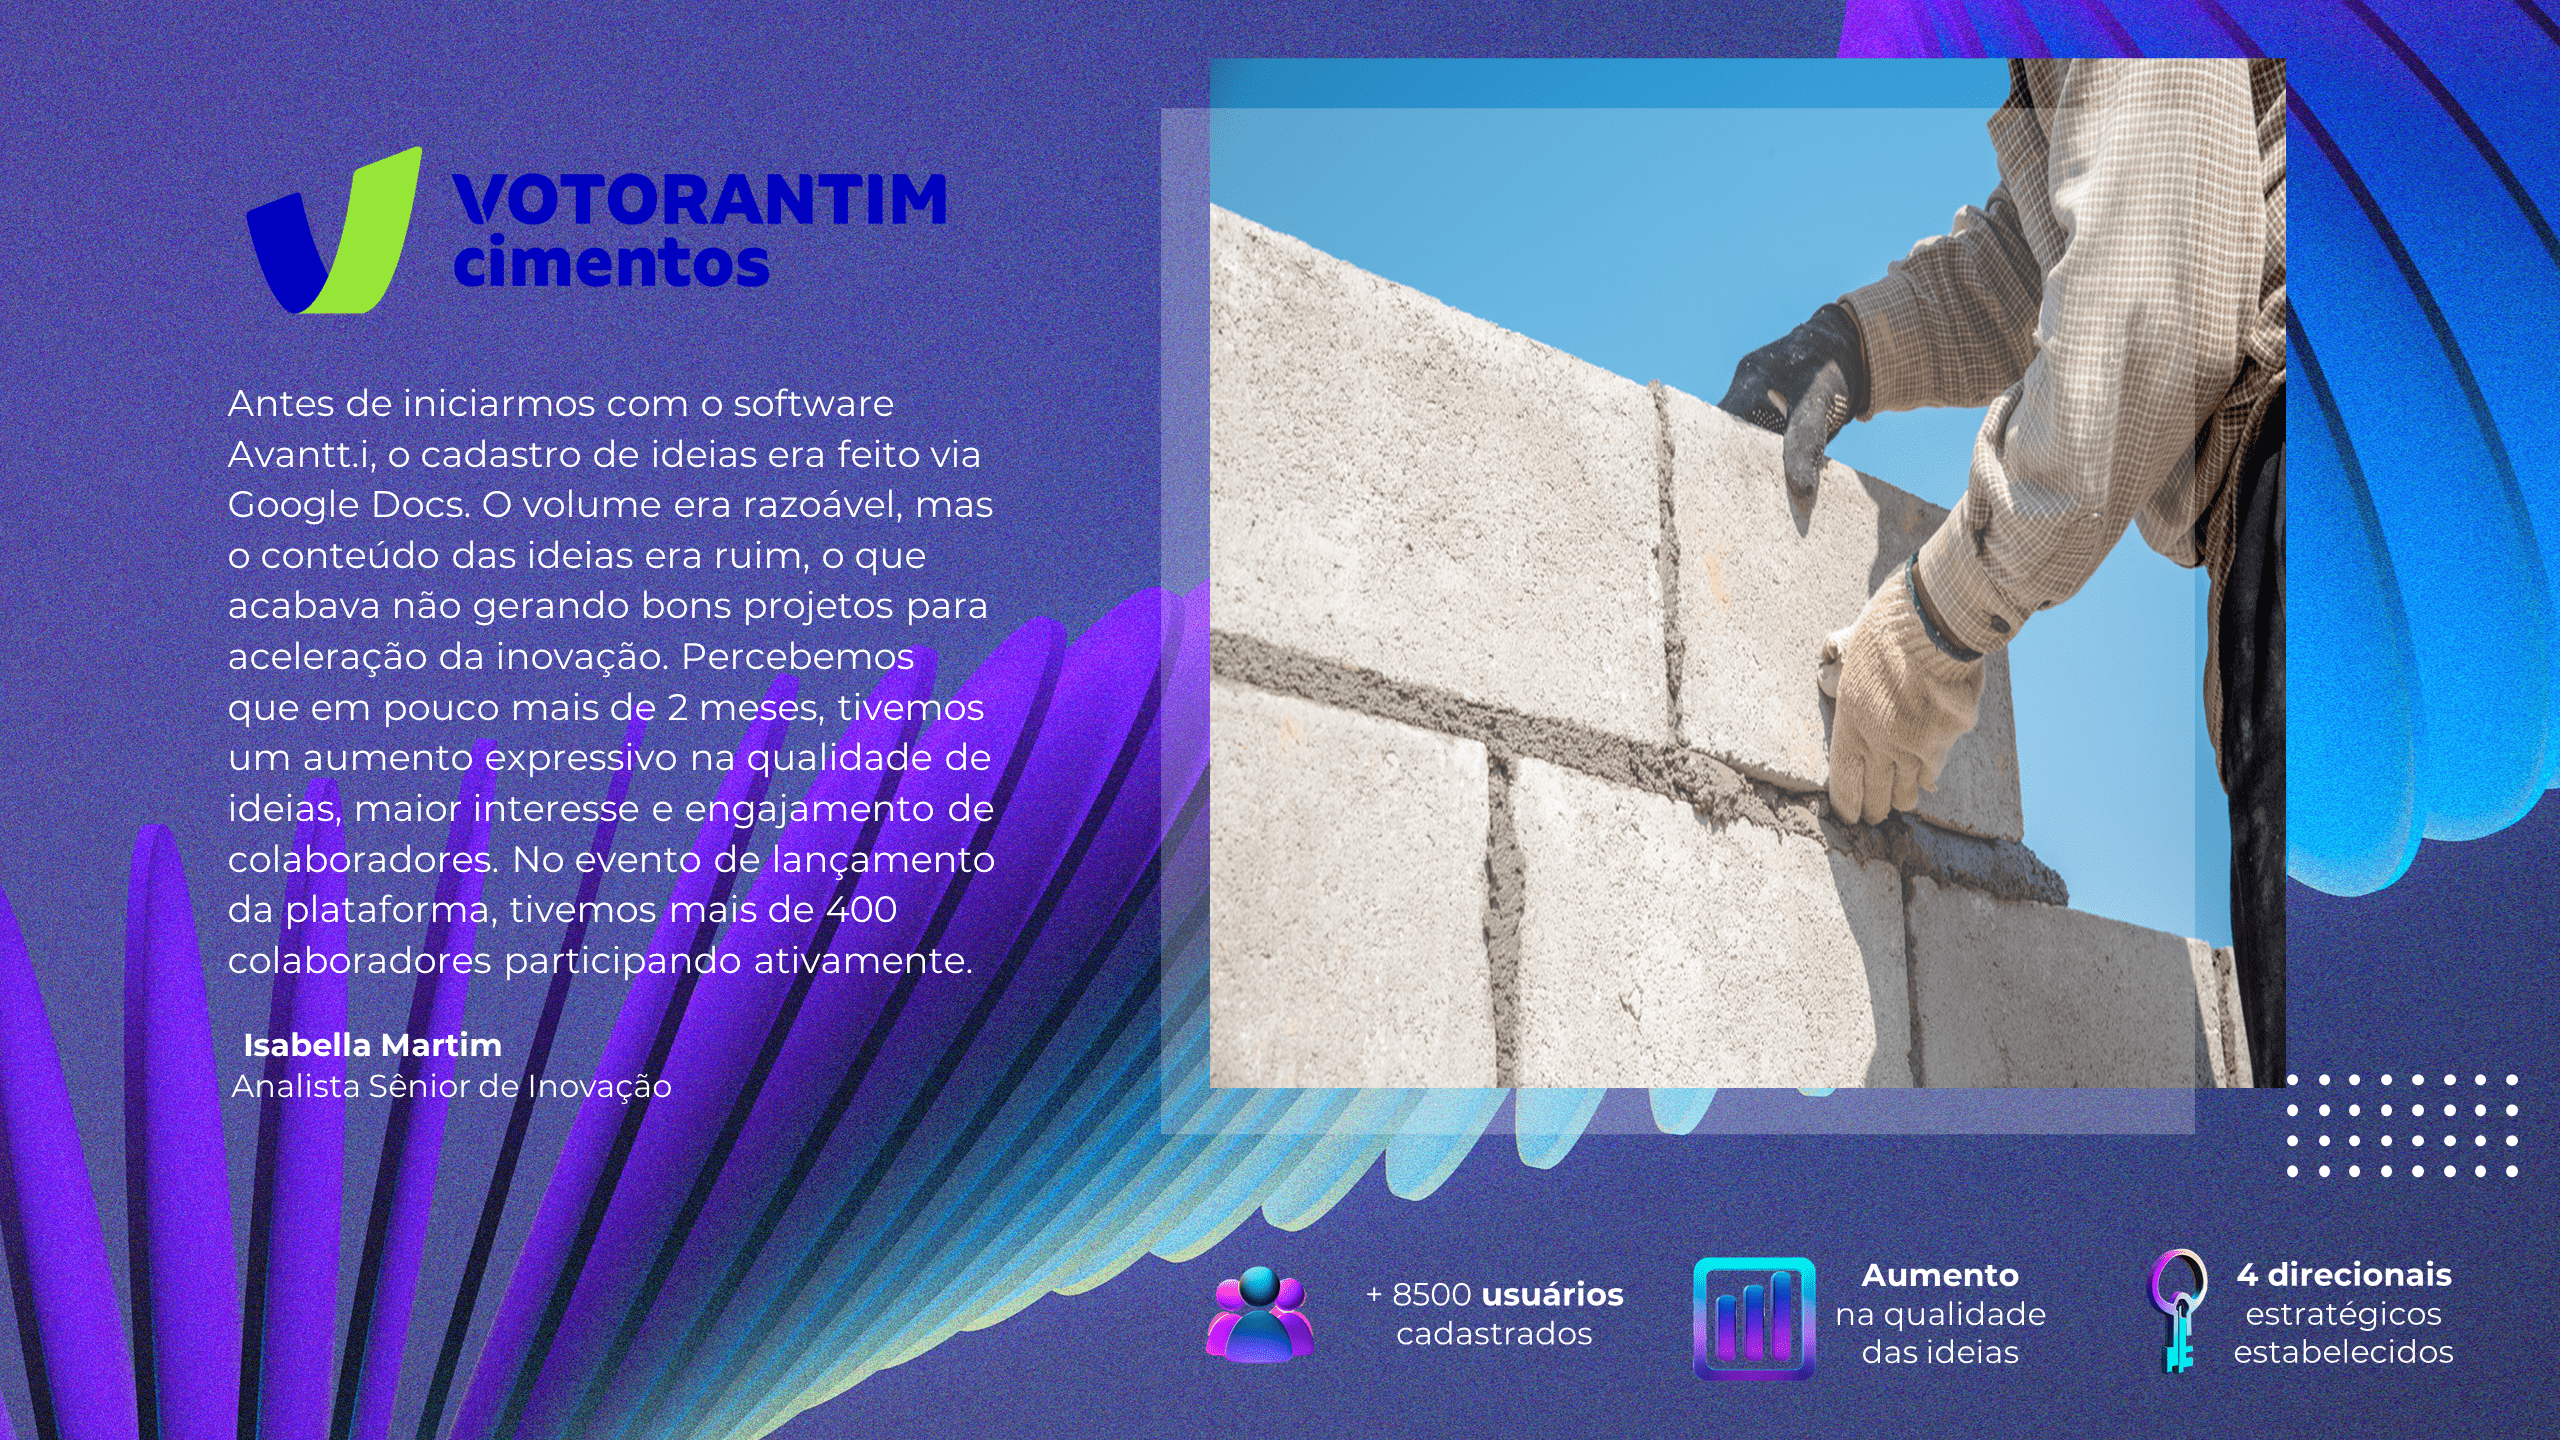 VOTORANTIM
cimentos
Antes de iniciarmos com o software
Avantt.i, o cadastro de ideias era feito via
Google Docs. O volume era razoável, mas
o conteúdo das ideias era ruim, o que
acabava não gerando bons projetos para
aceleração da inovação. Percebemos
que em pouco mais de 2 meses, tivemos
um aumento expressivo na qualidade de
ideias, maior interesse e engajamento de
colaboradores. No evento de lançamento
da plataforma, tivemos mais de 400
colaboradores participando ativamente.
Isabella Martim
Analista Sênior de Inovação
+ 8500 usuários
cadastrados
Aumento
na qualidade
das ideias
4 direcionais
estratégicos
estabelecidos